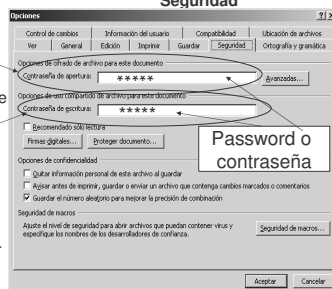 Seguridad
Opciones
Control de cambios Información del usuario Compatibilidad Ubicación de archivos
Ver General Edición Imprimir Guardar Seguridad Ortografía y gramática
Opciones de cifrado de archivo para este documento
Contraseña de apertura: ***** Avanzadas...
Opciones de uso compartido de archivo para este documento
Contraseña de escritura: *****
Recomendado sólo lectura
Firmas digitales... Proteger documento...
Password o
contraseña
Opciones de confidencialidad
Quitar información personal de este archivo al guardar
Avisar antes de imprimir, guardar o enviar un archivo que contenga cambios marcados o comentarios
Guardar el número aleatorio para mejorar la precisión de combinación
Seguridad de macros
Ajuste el nivel de seguridad para abrir archivos que puedan contener virus y
especifique los nombres de los desarrolladores de confianza.
Seguridad de macros...
Aceptar Cancelar